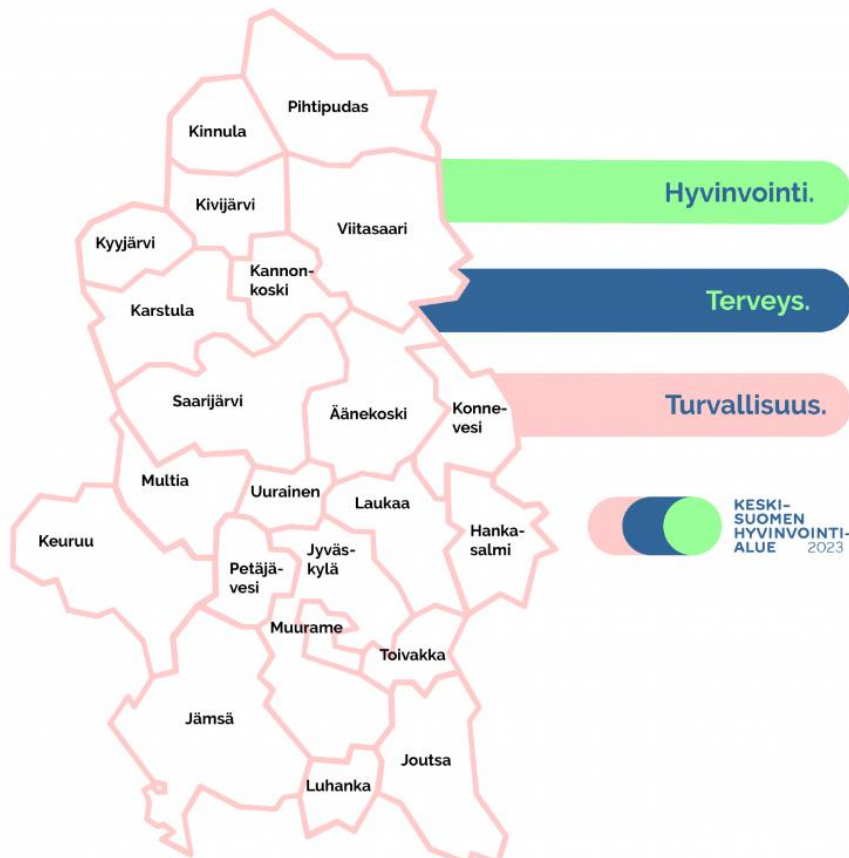 Pihtipudas
Kinnula
Hyvinvointi.
Kivijärvi
Viitasaari
Kyyjärvi
Kannon-
koski
Karstula
Terveys.
Saarijärvi
Äänekoski
Konne-
vesi
Turvallisuus.
Multia
Uurainen
Laukaa
Keuruu
Hanka-
salmi
Petäjä-
vesi
Jyväs-
kylä
KESKI-
SUOMEN
HYVINVOINTI-
ALUE 2023
Muurame
Toivakka
Jämsä
Joutsa
Luhanka